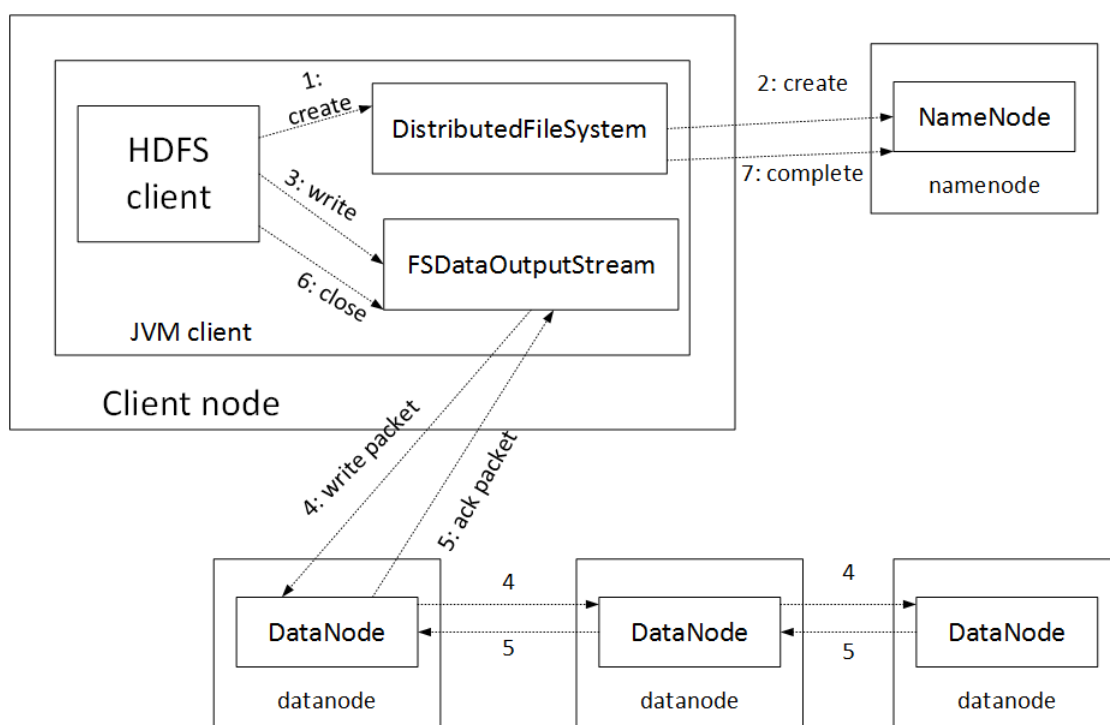 1:
create
2: create
HDFS
client
DistributedFileSystem
NameNode
7: complete
namenode
3: write
FSDataOutputStream
6: close
JVM client
Client node
4: write packet
5: ack packet
4
4
DataNode
DataNode
DataNode
5
5
datanode
datanode
datanode